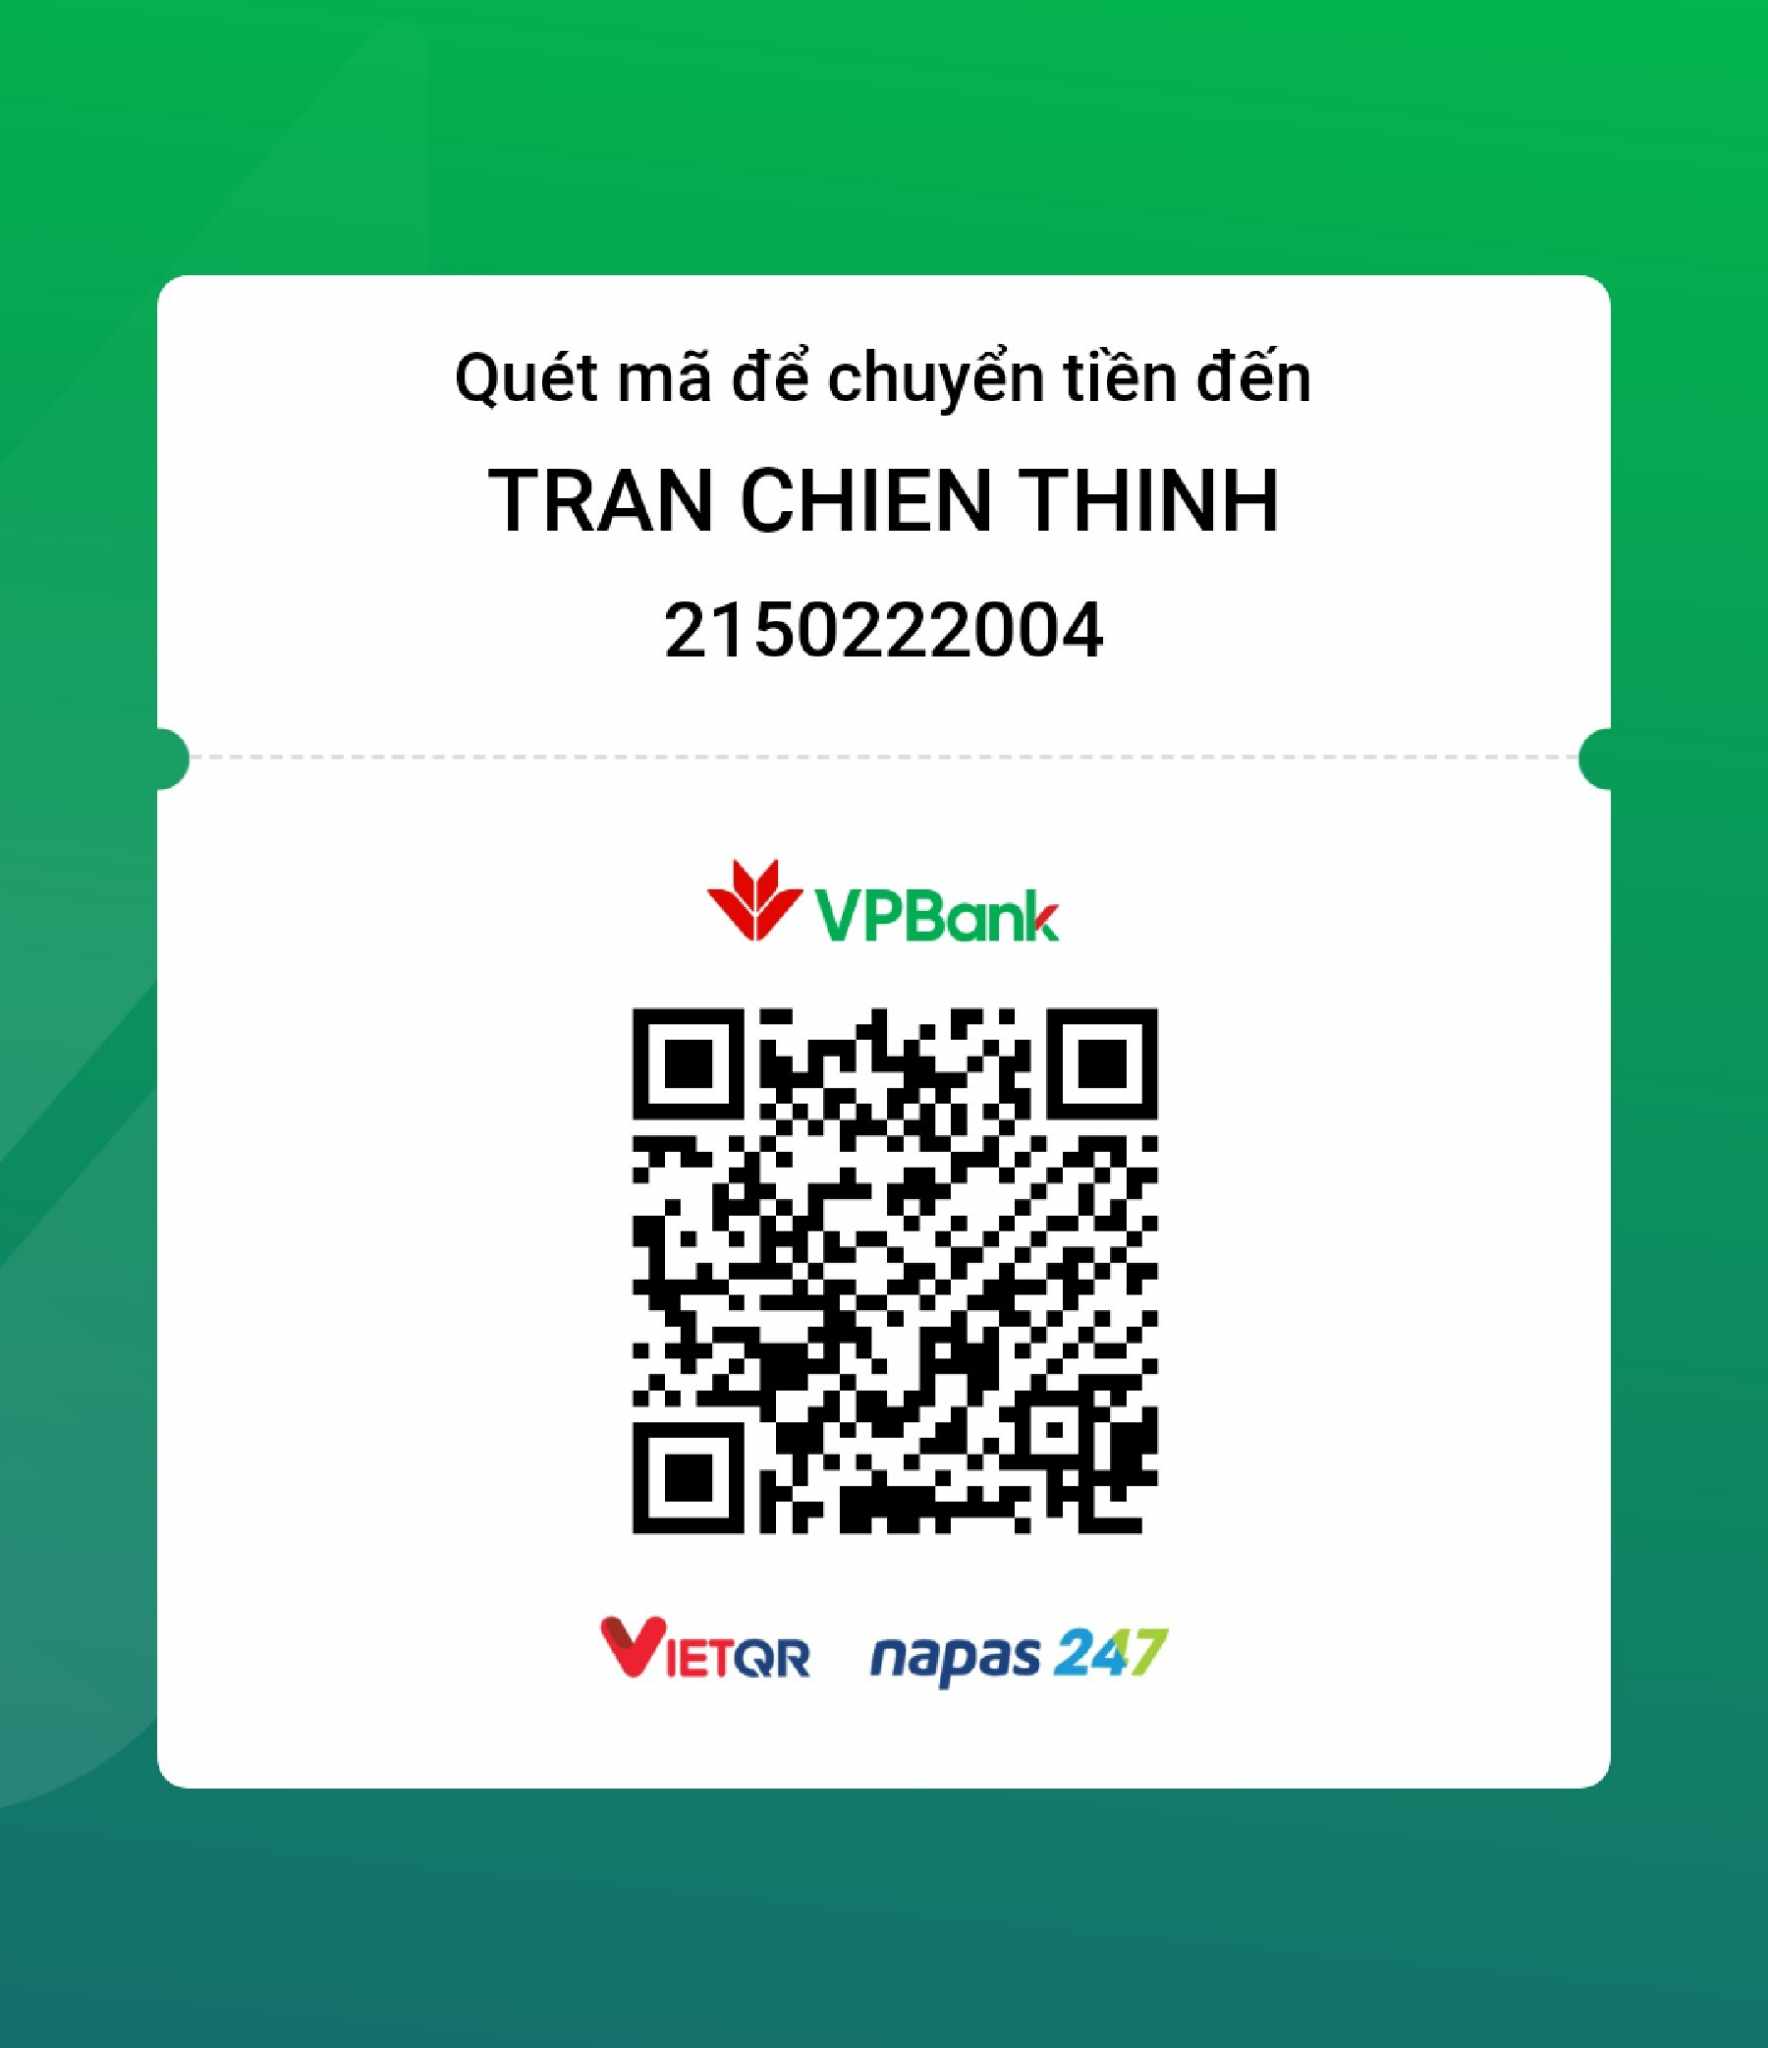 Quét mã để chuyển tiền đến
TRAN CHIEN THINH
2150222004
VPBank
VIETQR napas 247